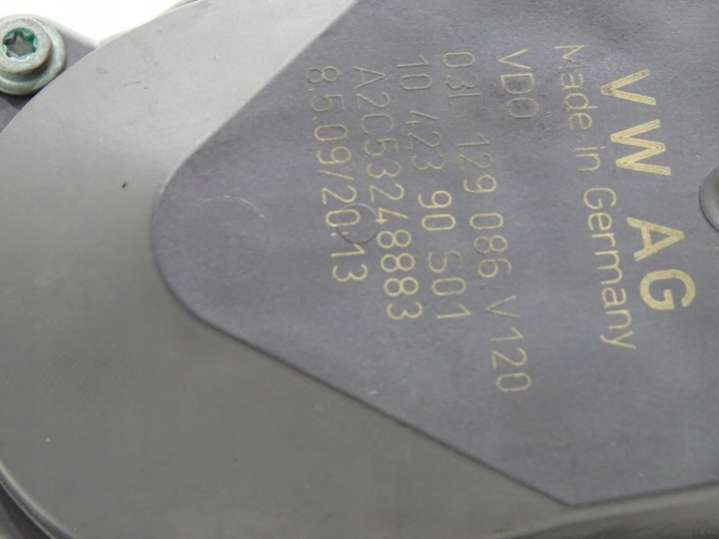 VW AG
Made in Germany
VDO
03L 129 086 V120
10 423 90 S01
A2C53248883
8.5.09/20:13